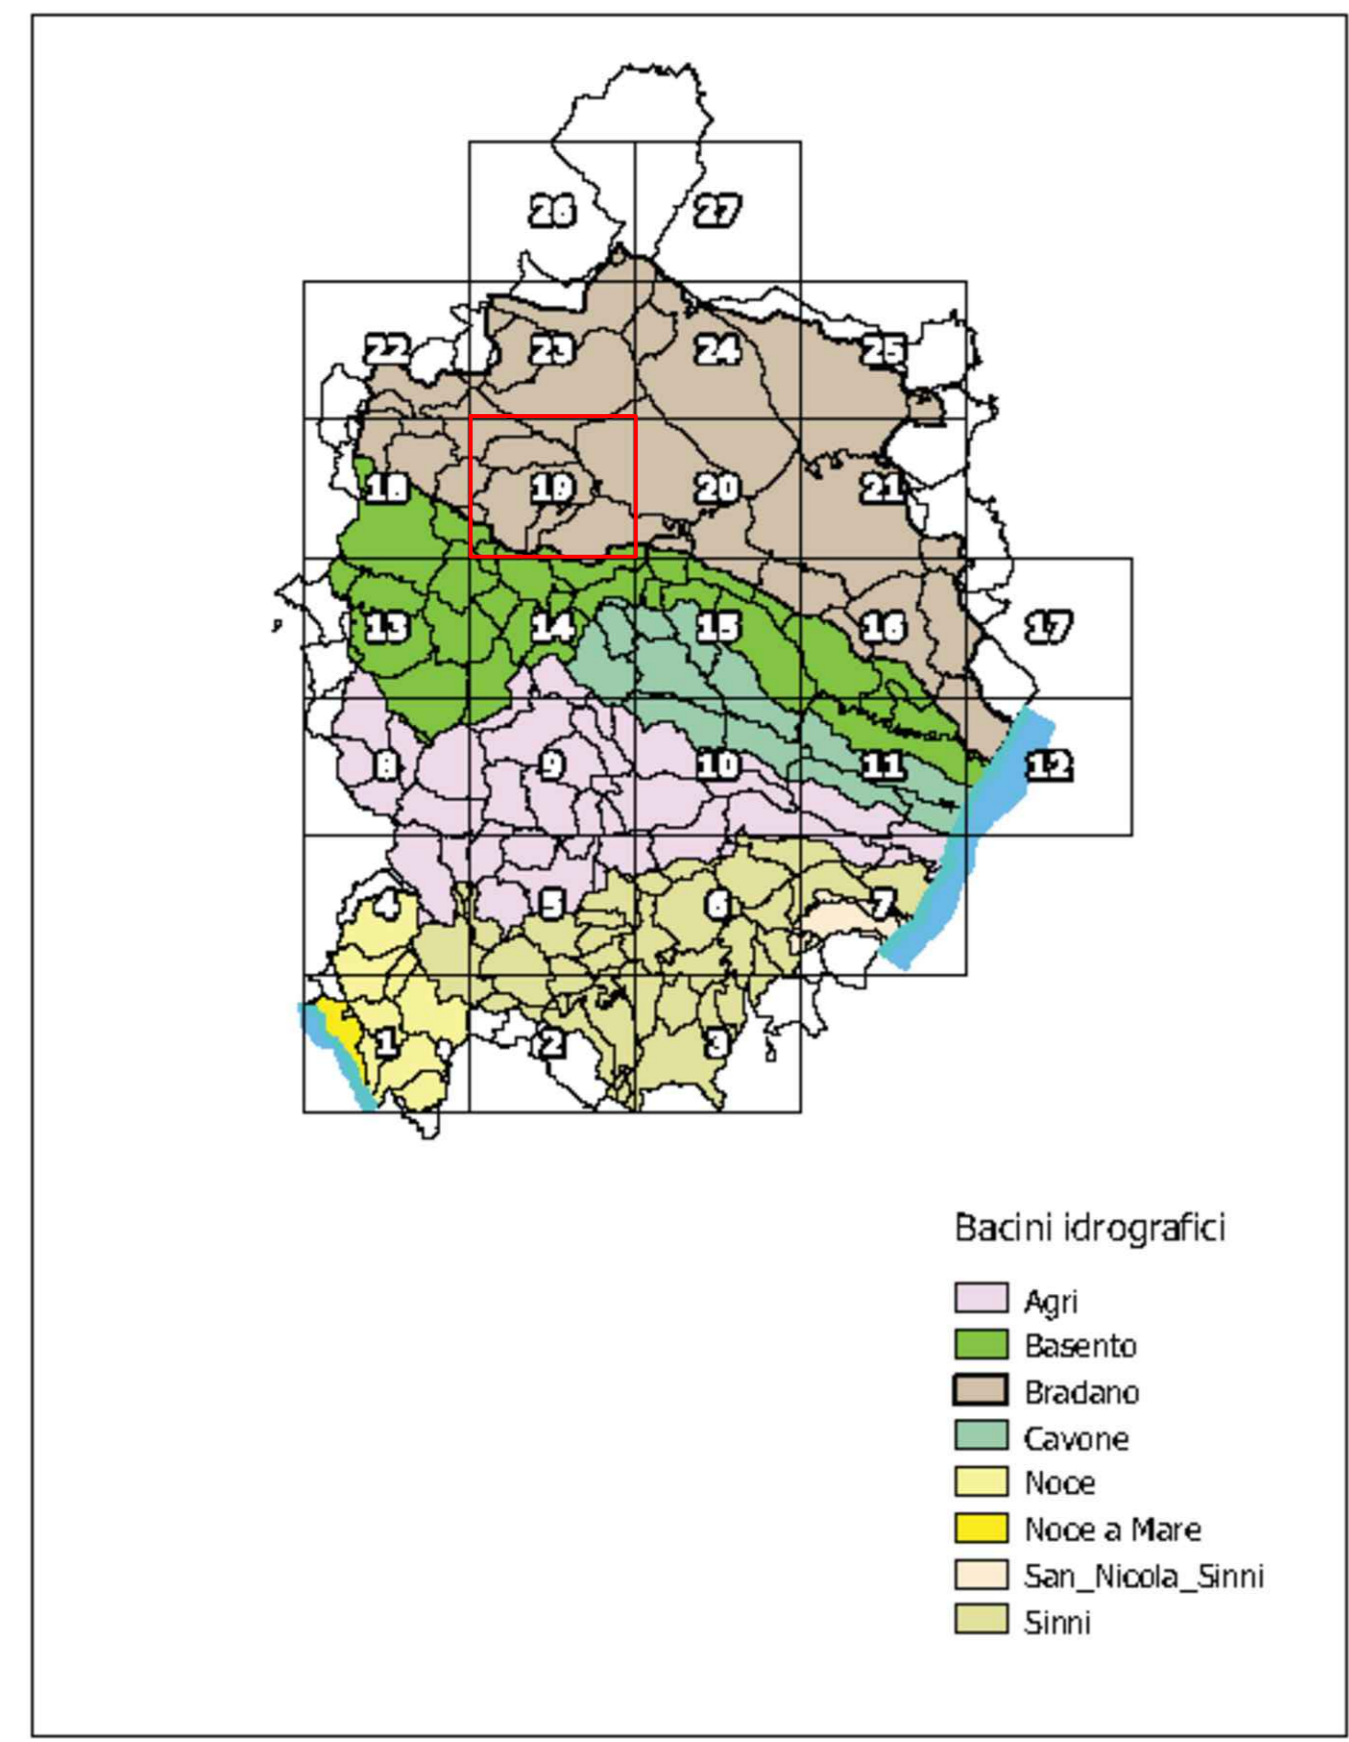 26 27
22 23 24 25
18 19 20 21
13 14 15 16 17
8 9 10 11 12
4 5 6 7
1 2 3
Bacini idrografici
Agri
Basento
Bradano
Cavone
Noce
Noce a Mare
San_Nicola_Sinni
Sinni